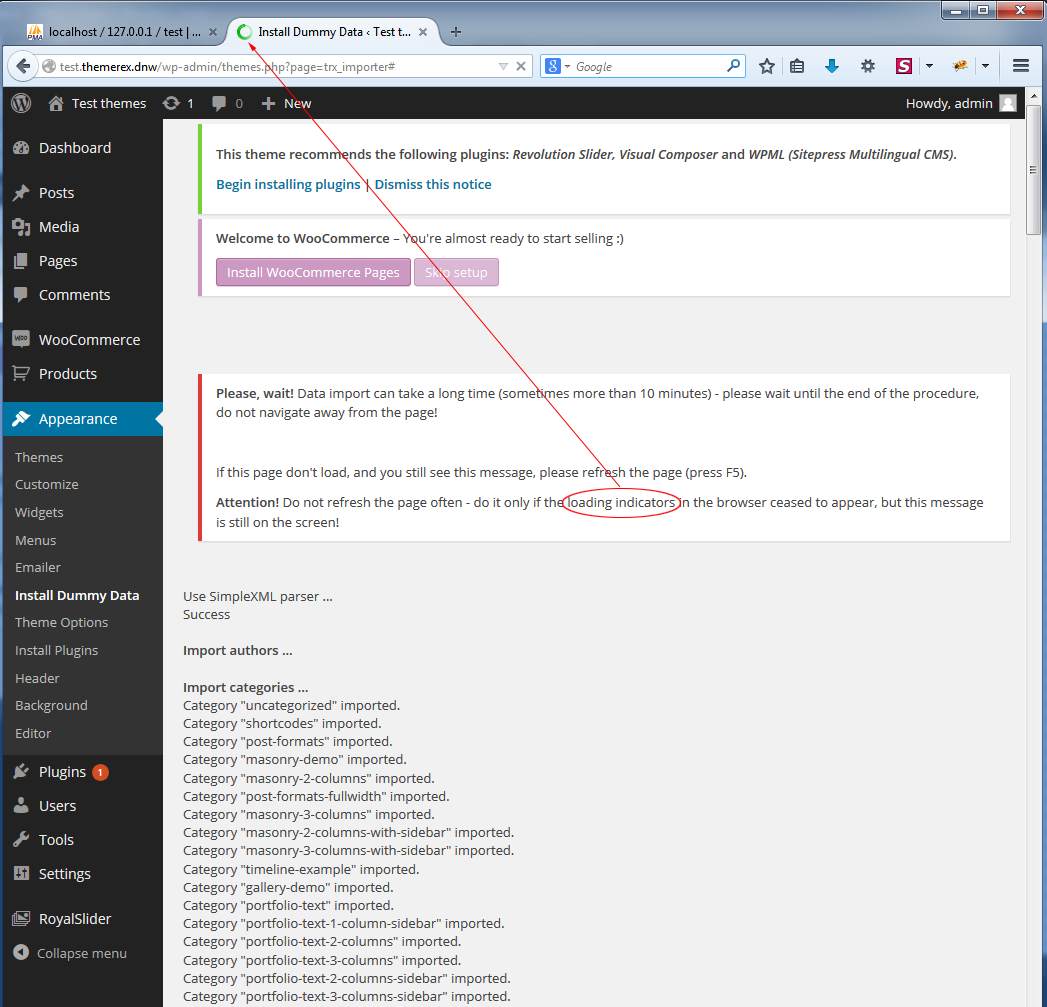 localhost / 127.0.0.1 / test | ...
Install Dummy Data ‹ Test t...
test.themerex.dnw/wp-admin/themes.php?page=trx_importer#
Google
Test themes
1
0
New
Howdy, admin
Dashboard
Posts
Media
Pages
Comments
WooCommerce
Products
Appearance
Themes
Customize
Widgets
Menus
Emailer
Install Dummy Data
Theme Options
Install Plugins
Header
Background
Editor
Plugins 1
Users
Tools
Settings
RoyalSlider
Collapse menu
This theme recommends the following plugins: Revolution Slider, Visual Composer and WPML (Sitepress Multilingual CMS).
Begin installing plugins | Dismiss this notice
Welcome to WooCommerce – You're almost ready to start selling :)
Install WooCommerce Pages
Skip setup
Please, wait! Data import can take a long time (sometimes more than 10 minutes) - please wait until the end of the procedure,
do not navigate away from the page!
If this page don't load, and you still see this message, please refresh the page (press F5).
Attention! Do not refresh the page often - do it only if the loading indicators in the browser ceased to appear, but this message
is still on the screen!
Use SimpleXML parser ...
Success
Import authors ...
Import categories ...
Category "uncategorized" imported.
Category "shortcodes" imported.
Category "post-formats" imported.
Category "masonry-demo" imported.
Category "masonry-2-columns" imported.
Category "post-formats-fullwidth" imported.
Category "masonry-3-columns" imported.
Category "masonry-2-columns-with-sidebar" imported.
Category "masonry-3-columns-with-sidebar" imported.
Category "timeline-example" imported.
Category "gallery-demo" imported.
Category "portfolio-text" imported.
Category "portfolio-text-1-column-sidebar" imported.
Category "portfolio-text-2-columns" imported.
Category "portfolio-text-3-columns" imported.
Category "portfolio-text-2-columns-sidebar" imported.
Category "portfolio-text-3-columns-sidebar" imported.